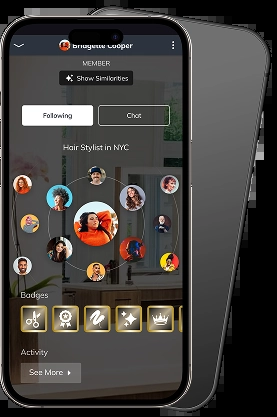 Bridgette Cooper
MEMBER
Show Similarities
Following
Chat
Hair Stylist in NYC
Badges
Activity
See More